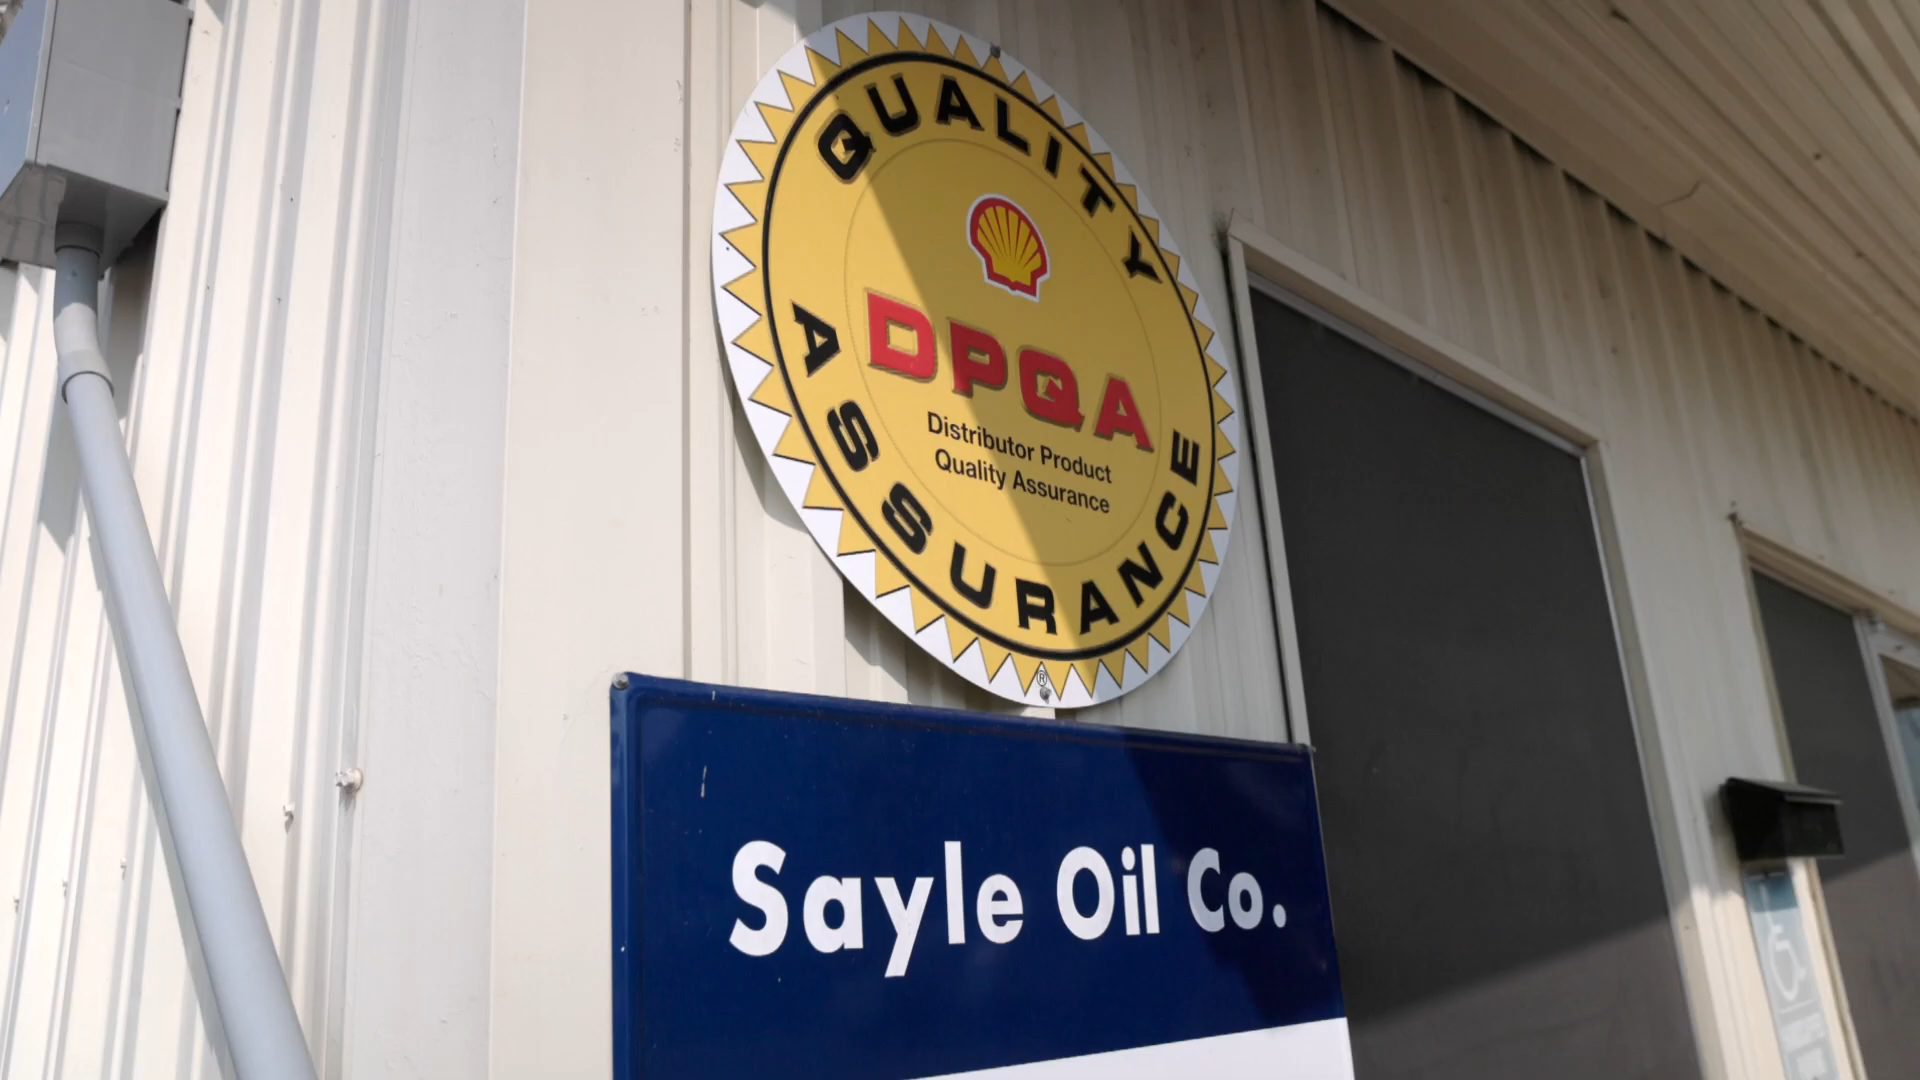 QUALITY
DPQA
Distributor Product
Quality Assurance
ASSURANCE
®
Sayle Oil Co.